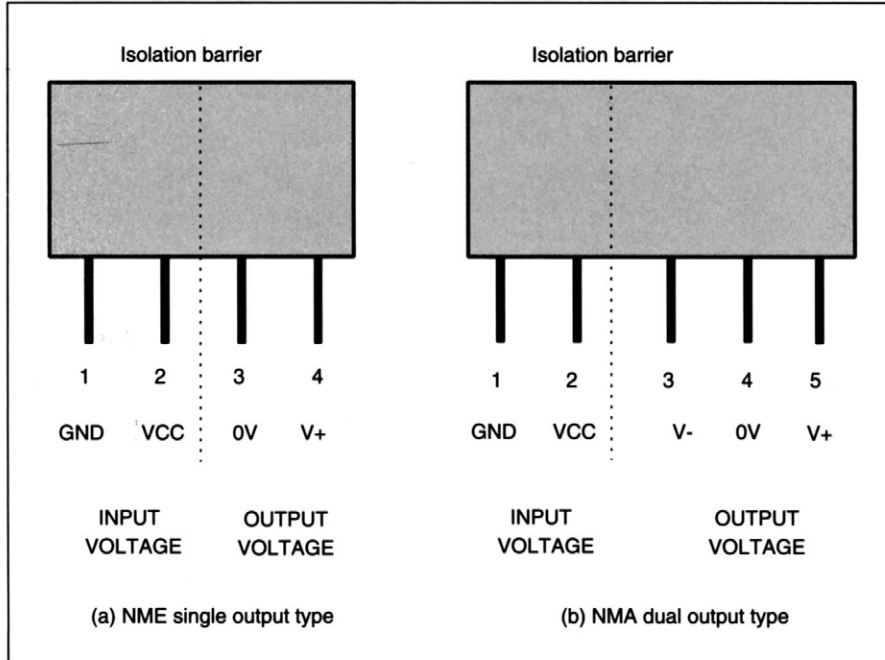 Isolation barrier
1 2 3 4
GND VCC 0V V+
INPUT OUTPUT
VOLTAGE VOLTAGE
(a) NME single output type
Isolation barrier
1 2 3 4 5
GND VCC V- 0V V+
INPUT OUTPUT
VOLTAGE VOLTAGE
(b) NMA dual output type